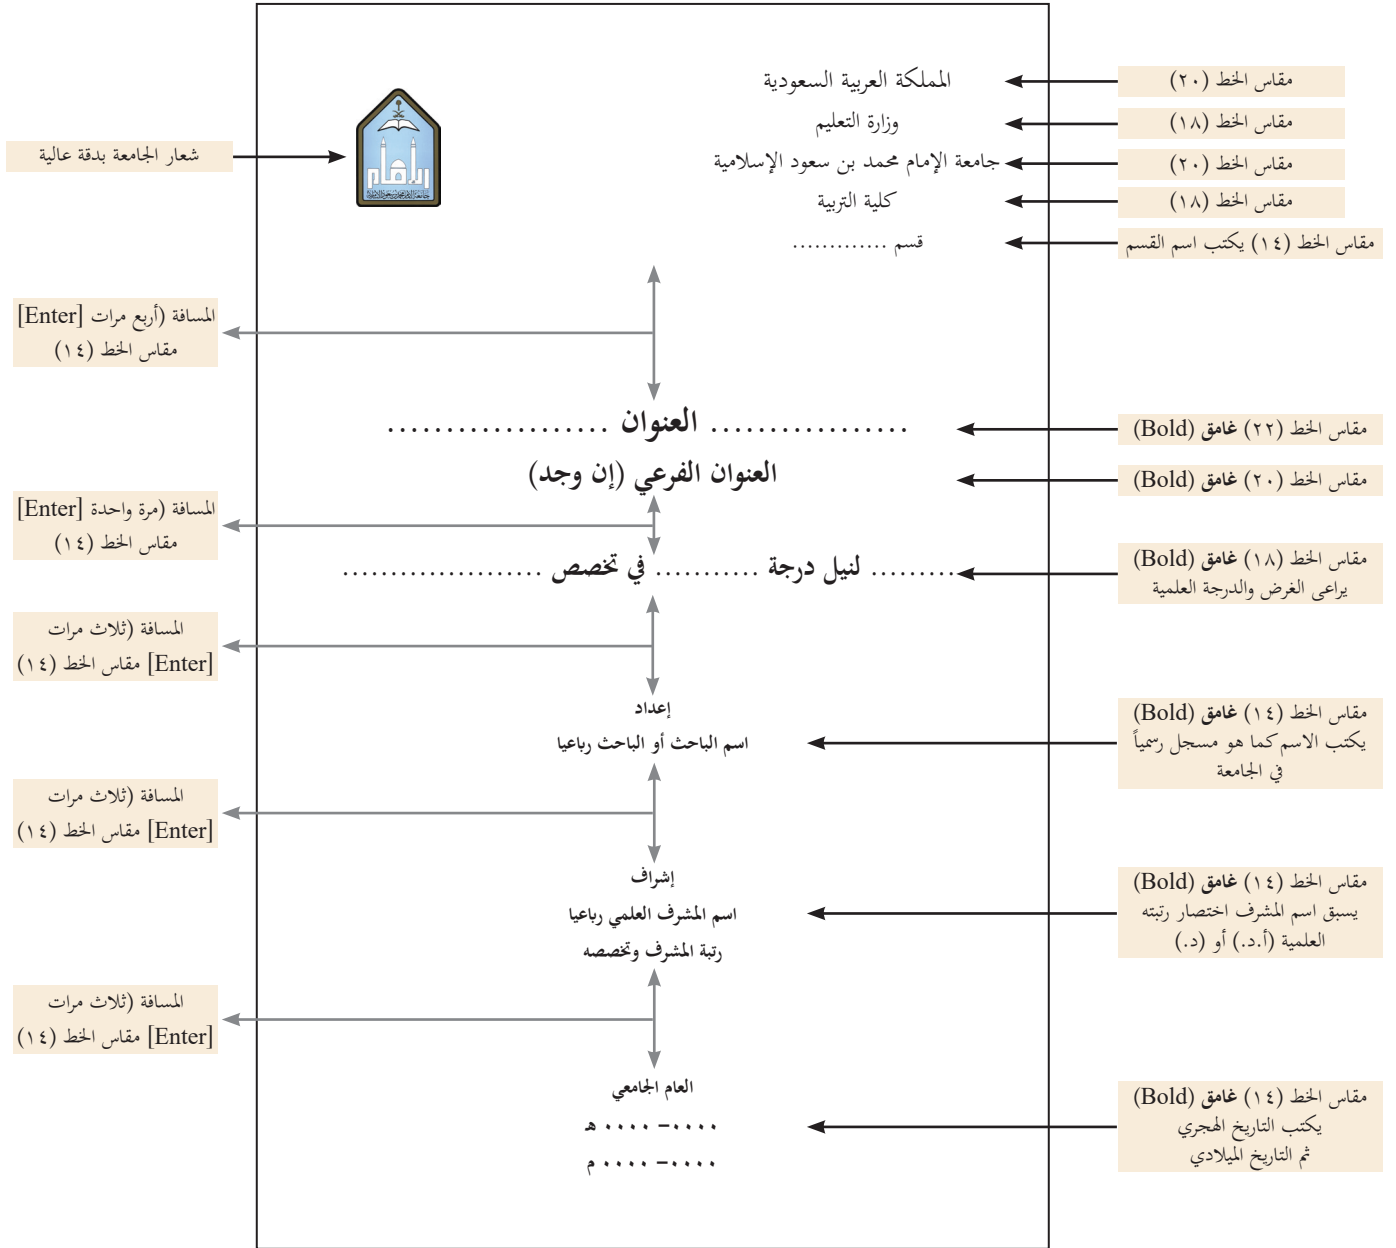 المملكة العربية السعودية
مقاس الخط (٢٠)
وزارة التعليم
مقاس الخط (١٨)
جامعة الإمام محمد بن سعود الإسلامية
مقاس الخط (٢٠)
شعار الجامعة بدقة عالية
كلية التربية
مقاس الخط (١٨)
قسم .............
مقاس الخط (١٤) يكتب اسم القسم
المسافة (أربع مرات [Enter]
مقاس الخط (١٤)
................. العنوان ...................
مقاس الخط (٢٢) غامق (Bold)
العنوان الفرعي (إن وجد)
مقاس الخط (٢٠) غامق (Bold)
المسافة (مرة واحدة [Enter]
مقاس الخط (١٤)
......... لنيل درجة ........... في تخصص .....................
مقاس الخط (١٨) غامق (Bold)
يراعى الغرض والدرجة العلمية
المسافة (ثلاث مرات
[Enter] مقاس الخط (١٤)
إعداد
اسم الباحث أو الباحث رباعيا
مقاس الخط (١٤) غامق (Bold)
يكتب الاسم كما هو مسجل رسمياً
في الجامعة
المسافة (ثلاث مرات
[Enter] مقاس الخط (١٤)
إشراف
اسم المشرف العلمي رباعيا
رتبة المشرف وتخصصه
مقاس الخط (١٤) غامق (Bold)
يسبق اسم المشرف اختصار رتبته
العلمية (أ.د.) أو (د.)
المسافة (ثلاث مرات
[Enter] مقاس الخط (١٤)
العام الجامعي
٠٠٠٠– ٠٠٠٠ هـ
٠٠٠٠– ٠٠٠٠ م
مقاس الخط (١٤) غامق (Bold)
يكتب التاريخ الهجري
ثم التاريخ الميلادي